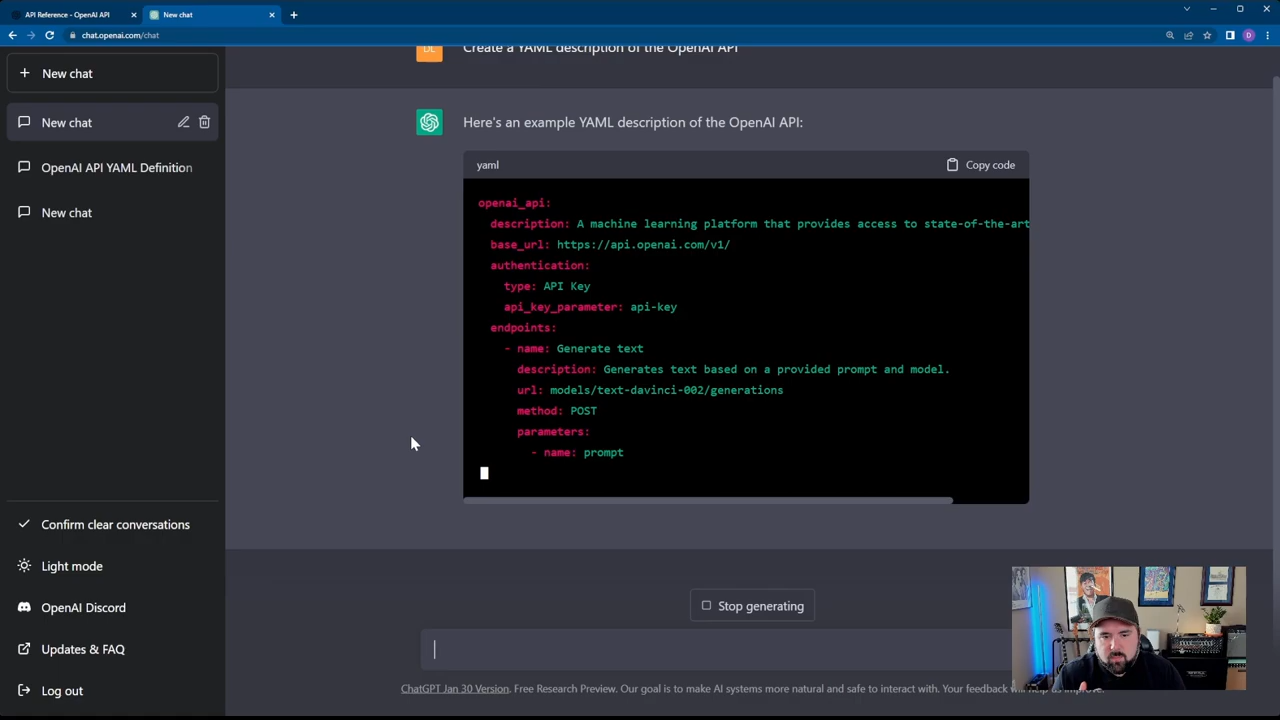 API Reference - OpenAI API
New chat
chat.openai.com/chat
D
New chat
New chat
OpenAI API YAML Definition
New chat
Confirm clear conversations
Light mode
OpenAI Discord
Updates & FAQ
Log out
DE
Create a YAML description of the OpenAI API
Here's an example YAML description of the OpenAI API:
yaml
Copy code
openai_api:
description: A machine learning platform that provides access to state-of-the-art
base_url: https://api.openai.com/v1/
authentication:
type: API Key
api_key_parameter: api-key
endpoints:
- name: Generate text
description: Generates text based on a provided prompt and model.
url: models/text-davinci-002/generations
method: POST
parameters:
- name: prompt
Stop generating
ChatGPT Jan 30 Version. Free Research Preview. Our goal is to make AI systems more natural and safe to interact with. Your feedback will help us improve.